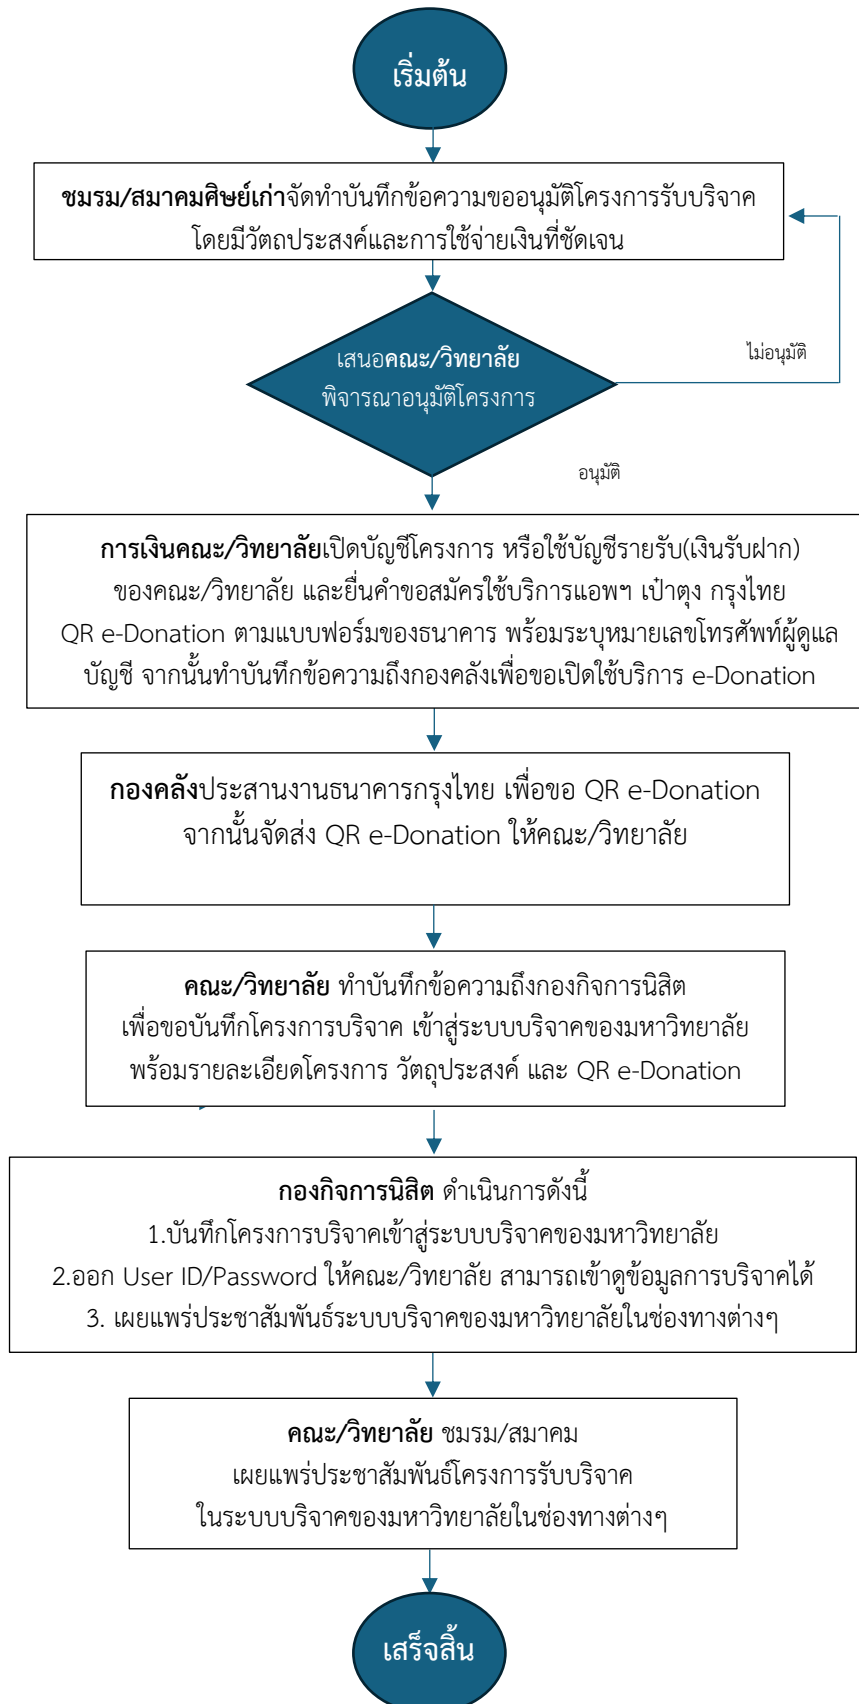 เริ่มต้น
ชมรม/สมาคมศิษย์เก่าจัดทำบันทึกข้อความขออนุมัติโครงการรับบริจาค
โดยมีวัตถประสงค์และการใช้จ่ายเงินที่ชัดเจน
เสนอคณะ/วิทยาลัย
พิจารณาอนุมัติโครงการ
ไม่อนุมัติ
อนุมัติ
การเงินคณะ/วิทยาลัยเปิดบัญชีโครงการ หรือใช้บัญชีรายรับ(เงินรับฝาก)
ของคณะ/วิทยาลัย และยื่นคำขอสมัครใช้บริการแอพฯ เป๋าตุง กรุงไทย
QR e-Donation ตามแบบฟอร์มของธนาคาร พร้อมระบุหมายเลขโทรศัพท์ผู้ดูแล
บัญชี จากนั้นทำบันทึกข้อความถึงกองคลังเพื่อขอเปิดใช้บริการ e-Donation
กองคลังประสานงานธนาคารกรุงไทย เพื่อขอ QR e-Donation
จากนั้นจัดส่ง QR e-Donation ให้คณะ/วิทยาลัย
คณะ/วิทยาลัย ทำบันทึกข้อความถึงกองกิจการนิสิต
เพื่อขอบันทึกโครงการบริจาค เข้าสู่ระบบบริจาคของมหาวิทยาลัย
พร้อมรายละเอียดโครงการ วัตถุประสงค์ และ QR e-Donation
กองกิจการนิสิต ดำเนินการดังนี้
1.บันทึกโครงการบริจาคเข้าสู่ระบบบริจาคของมหาวิทยาลัย
2.ออก User ID/Password ให้คณะ/วิทยาลัย สามารถเข้าดูข้อมูลการบริจาคได้
3. เผยแพร่ประชาสัมพันธ์ระบบบริจาคของมหาวิทยาลัยในช่องทางต่างๆ
คณะ/วิทยาลัย ชมรม/สมาคม
เผยแพร่ประชาสัมพันธ์โครงการรับบริจาค
ในระบบบริจาคของมหาวิทยาลัยในช่องทางต่างๆ
เสร็จสิ้น